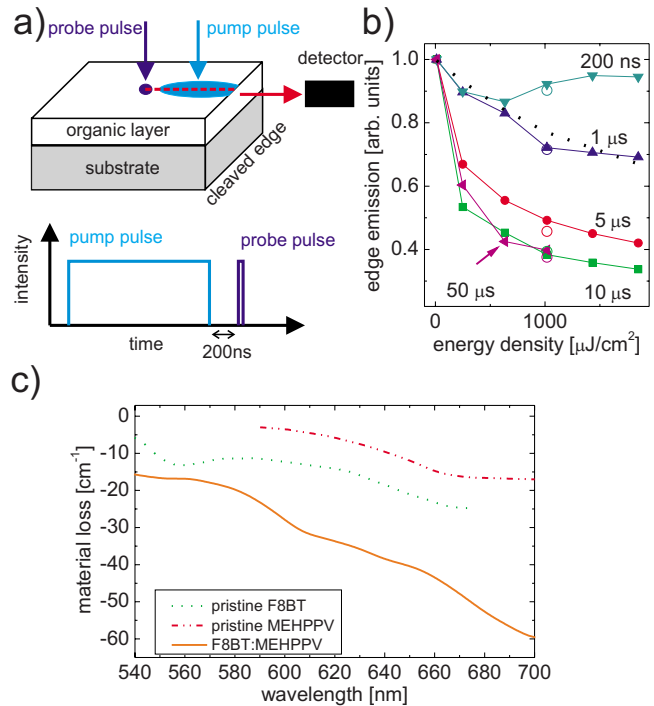 a)
probe pulse
pump pulse
detector
organic layer
substrate
cleaved edge
pump pulse
probe pulse
intensity
time
200ns
b)
edge emission [arb. units]
1,0
0.8
0.6
0.4
200 ns
1 µs
5 µs
50 µs
10 µs
0 1000
energy density [µJ/cm²]
c)
material loss [cm⁻¹]
0
-10
-20
-30
-40
-50
-60
pristine F8BT
pristine MEHPPV
F8BT:MEHPPV
540 560 580 600 620 640 660 680 700
wavelength [nm]